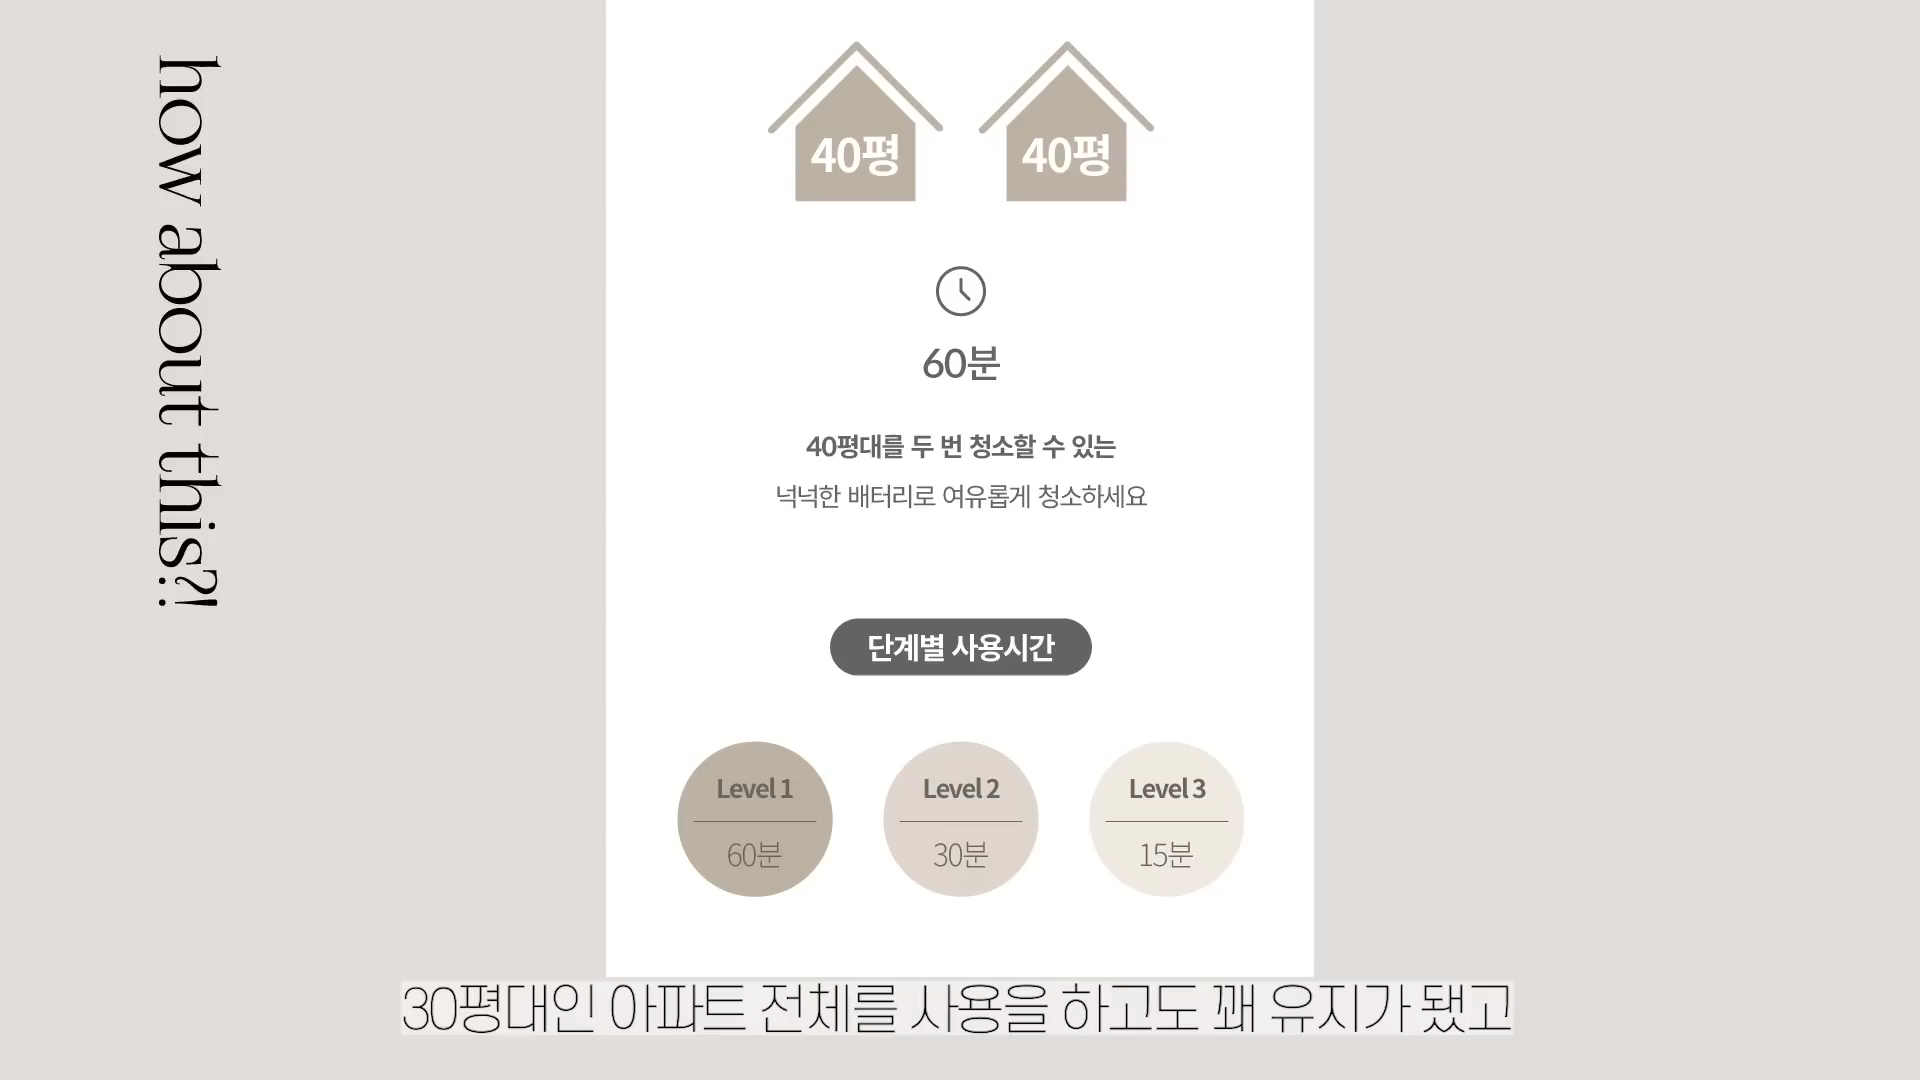 how about this?!
40평 40평
60분
40평대를 두 번 청소할 수 있는
넉넉한 배터리로 여유롭게 청소하세요
단계별 사용시간
Level 1 Level 2 Level 3
60분 30분 15분
30평대인 아파트 전체를 사용을 하고도 꽤 유지가 됐고